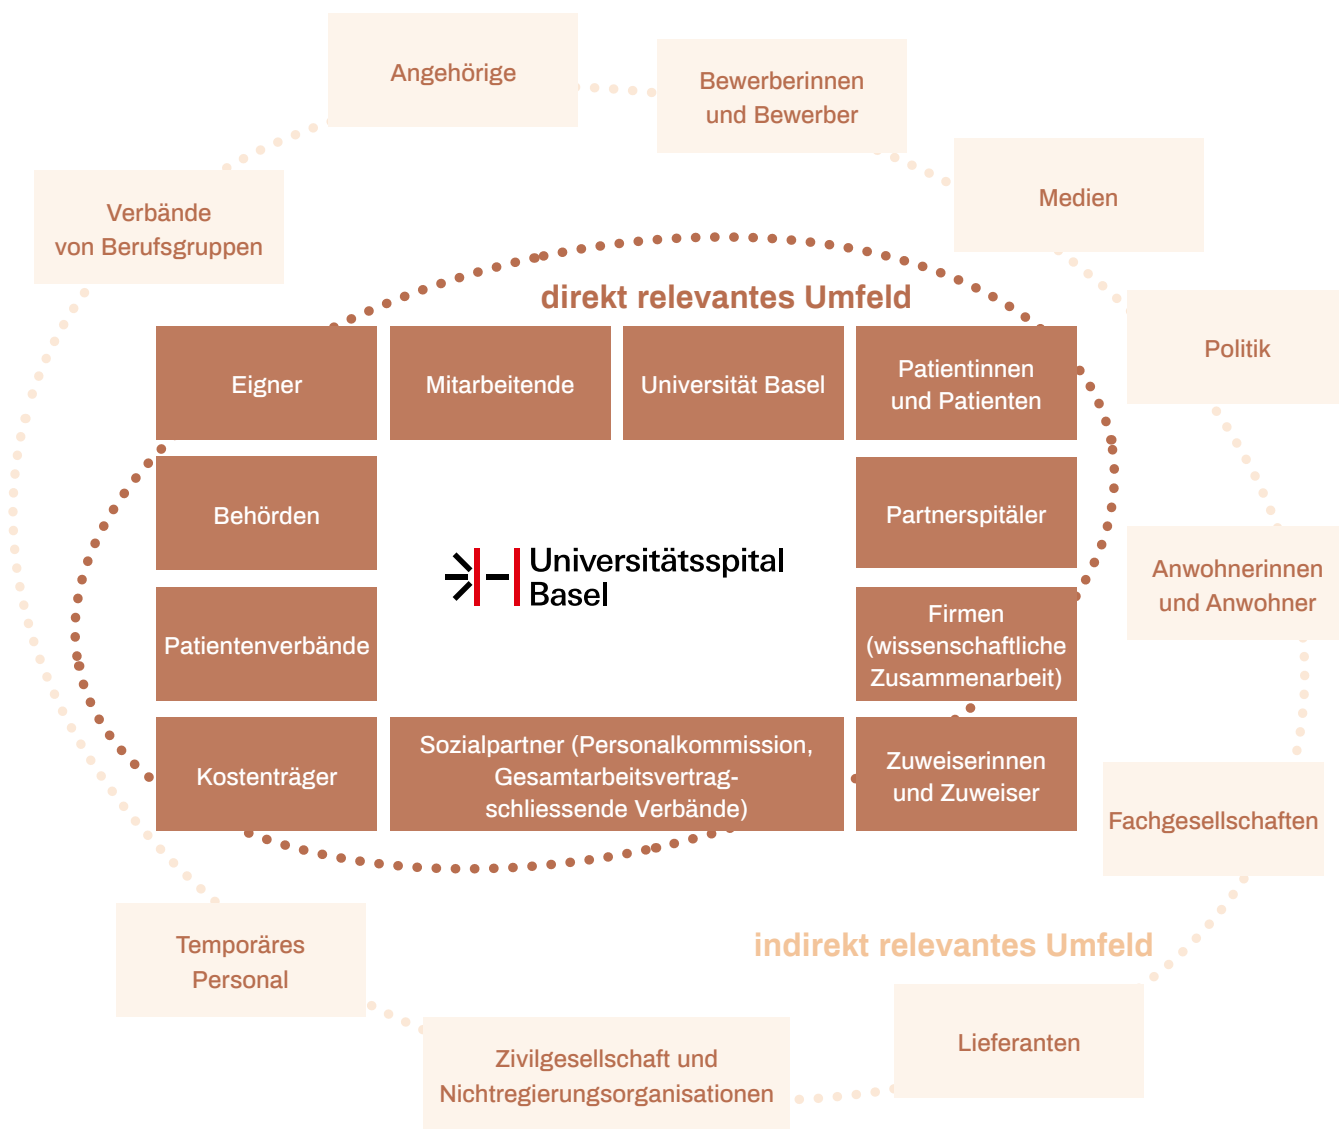 Angehörige
Bewerberinnen
und Bewerber
Medien
Verbände
von Berufsgruppen
direkt relevantes Umfeld
Politik
Eigner
Mitarbeitende
Universität Basel
Patientinnen
und Patienten
Behörden
Partnerspitäler
Universitätsspital
Basel
Anwohnerinnen
und Anwohner
Patientenverbände
Firmen
(wissenschaftliche
Zusammenarbeit)
Kostenträger
Sozialpartner (Personalkommission,
Gesamtarbeitsvertrag-
schliessende Verbände)
Zuweiserinnen
und Zuweiser
Fachgesellschaften
Temporäres
Personal
indirekt relevantes Umfeld
Zivilgesellschaft und
Nichtregierungsorganisationen
Lieferanten